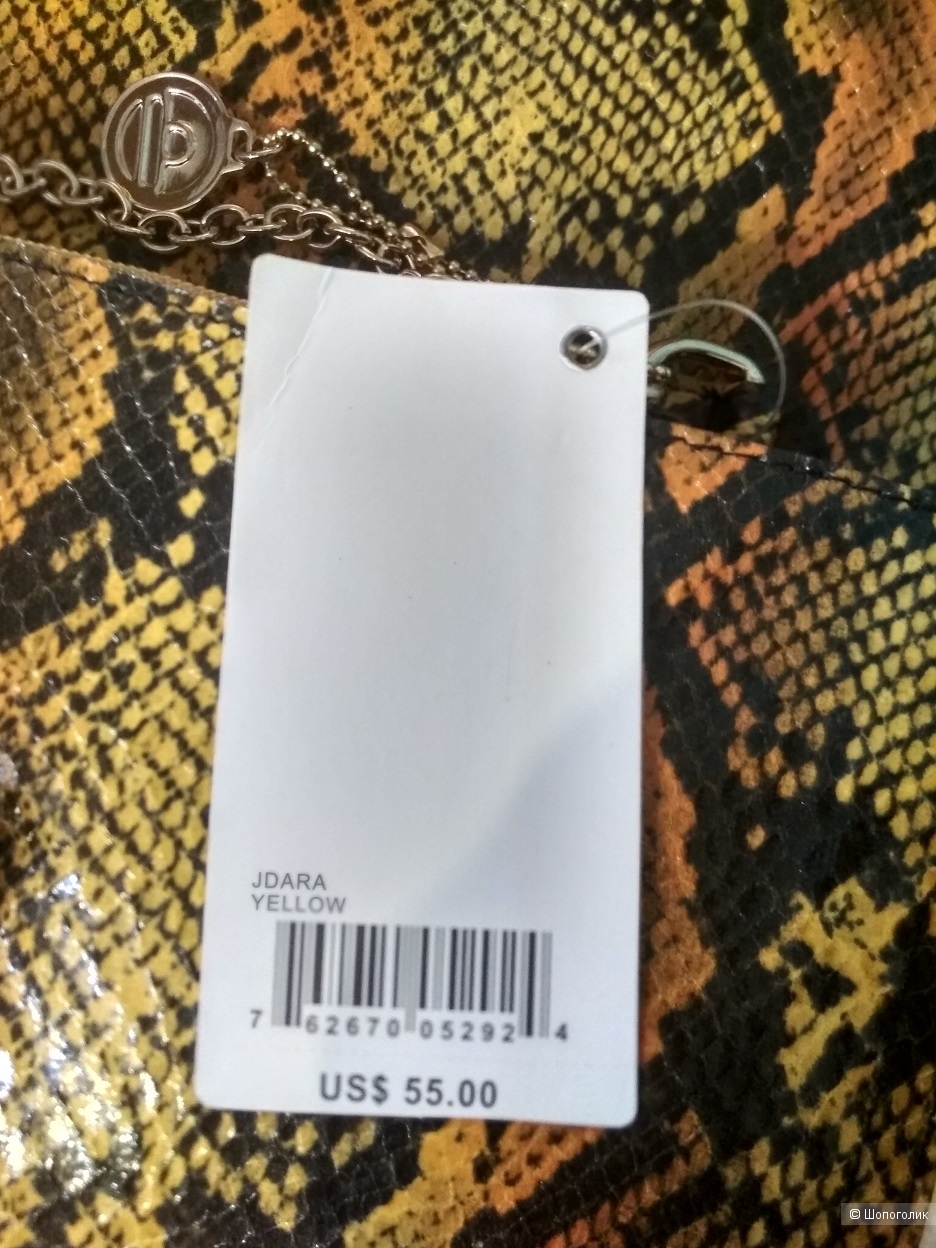 JDARA
YELLOW
7 62670 05292 4
US$ 55.00
© Шопоголик